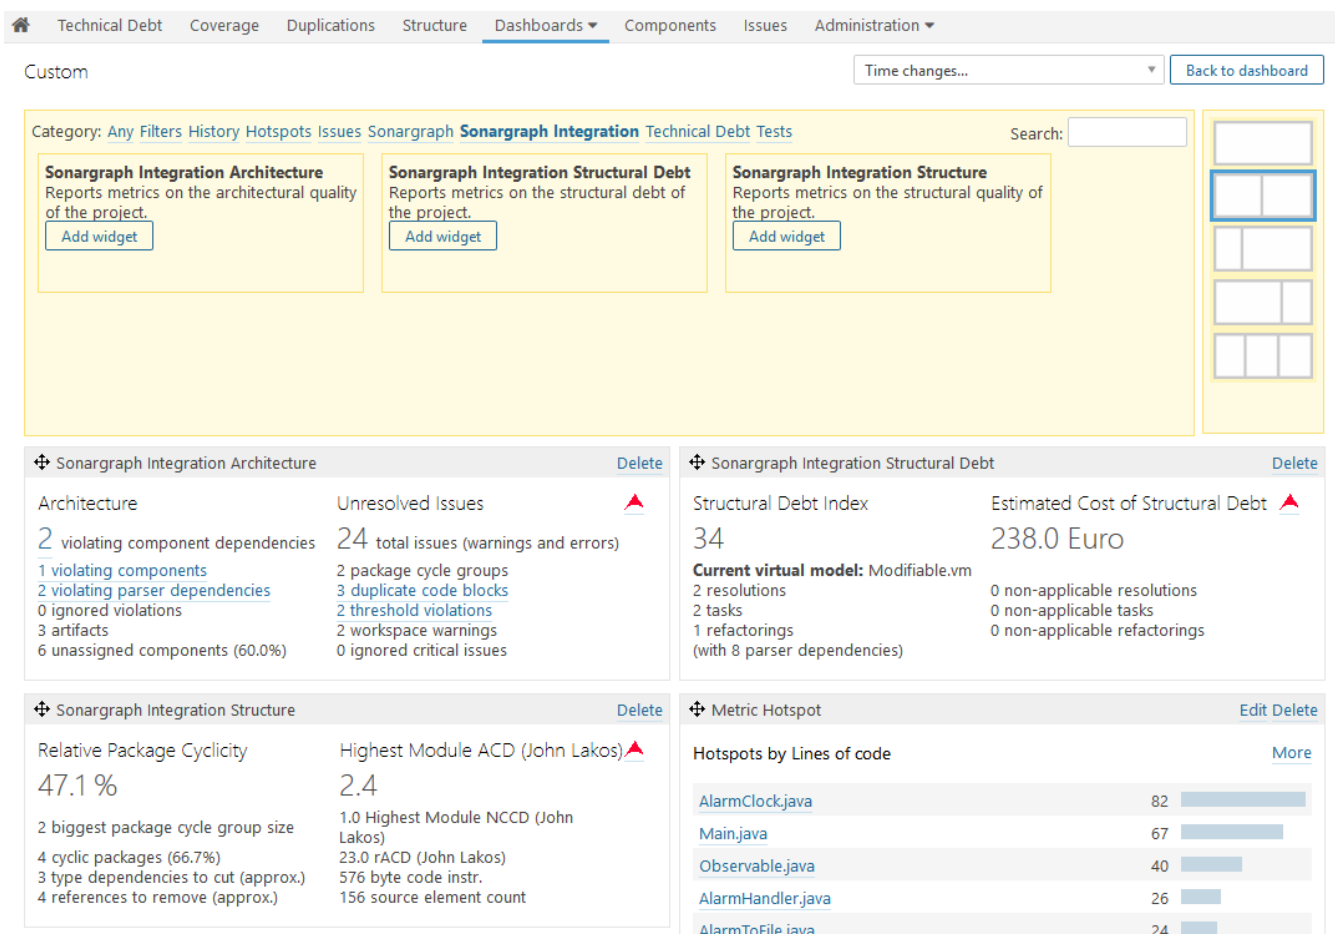 Technical Debt Coverage Duplications Structure Dashboards Components Issues Administration
Custom
Time changes...
Back to dashboard
Category: Any Filters History Hotspots Issues Sonargraph Sonargraph Integration Technical Debt Tests
Search:
Sonargraph Integration Architecture
Reports metrics on the architectural quality
of the project.
Add widget
Sonargraph Integration Structural Debt
Reports metrics on the structural debt of
the project.
Add widget
Sonargraph Integration Structure
Reports metrics on the structural quality of
the project.
Add widget
Sonargraph Integration Architecture Delete
Architecture
2 violating component dependencies
1 violating components
2 violating parser dependencies
0 ignored violations
3 artifacts
6 unassigned components (60.0%)
Unresolved Issues
24 total issues (warnings and errors)
2 package cycle groups
3 duplicate code blocks
2 threshold violations
2 workspace warnings
0 ignored critical issues
Sonargraph Integration Structural Debt Delete
Structural Debt Index
34
Current virtual model: Modifiable.vm
2 resolutions
2 tasks
1 refactorings
(with 8 parser dependencies)
Estimated Cost of Structural Debt
238.0 Euro
0 non-applicable resolutions
0 non-applicable tasks
0 non-applicable refactorings
Sonargraph Integration Structure Delete
Relative Package Cyclicity
47.1 %
2 biggest package cycle group size
4 cyclic packages (66.7%)
3 type dependencies to cut (approx.)
4 references to remove (approx.)
Highest Module ACD (John Lakos)
2.4
1.0 Highest Module NCCD (John
Lakos)
23.0 rACD (John Lakos)
576 byte code instr.
156 source element count
Metric Hotspot Edit Delete
Hotspots by Lines of code More
AlarmClock.java 82
Main.java 67
Observable.java 40
AlarmHandler.java 26
AlarmToFile.java 24